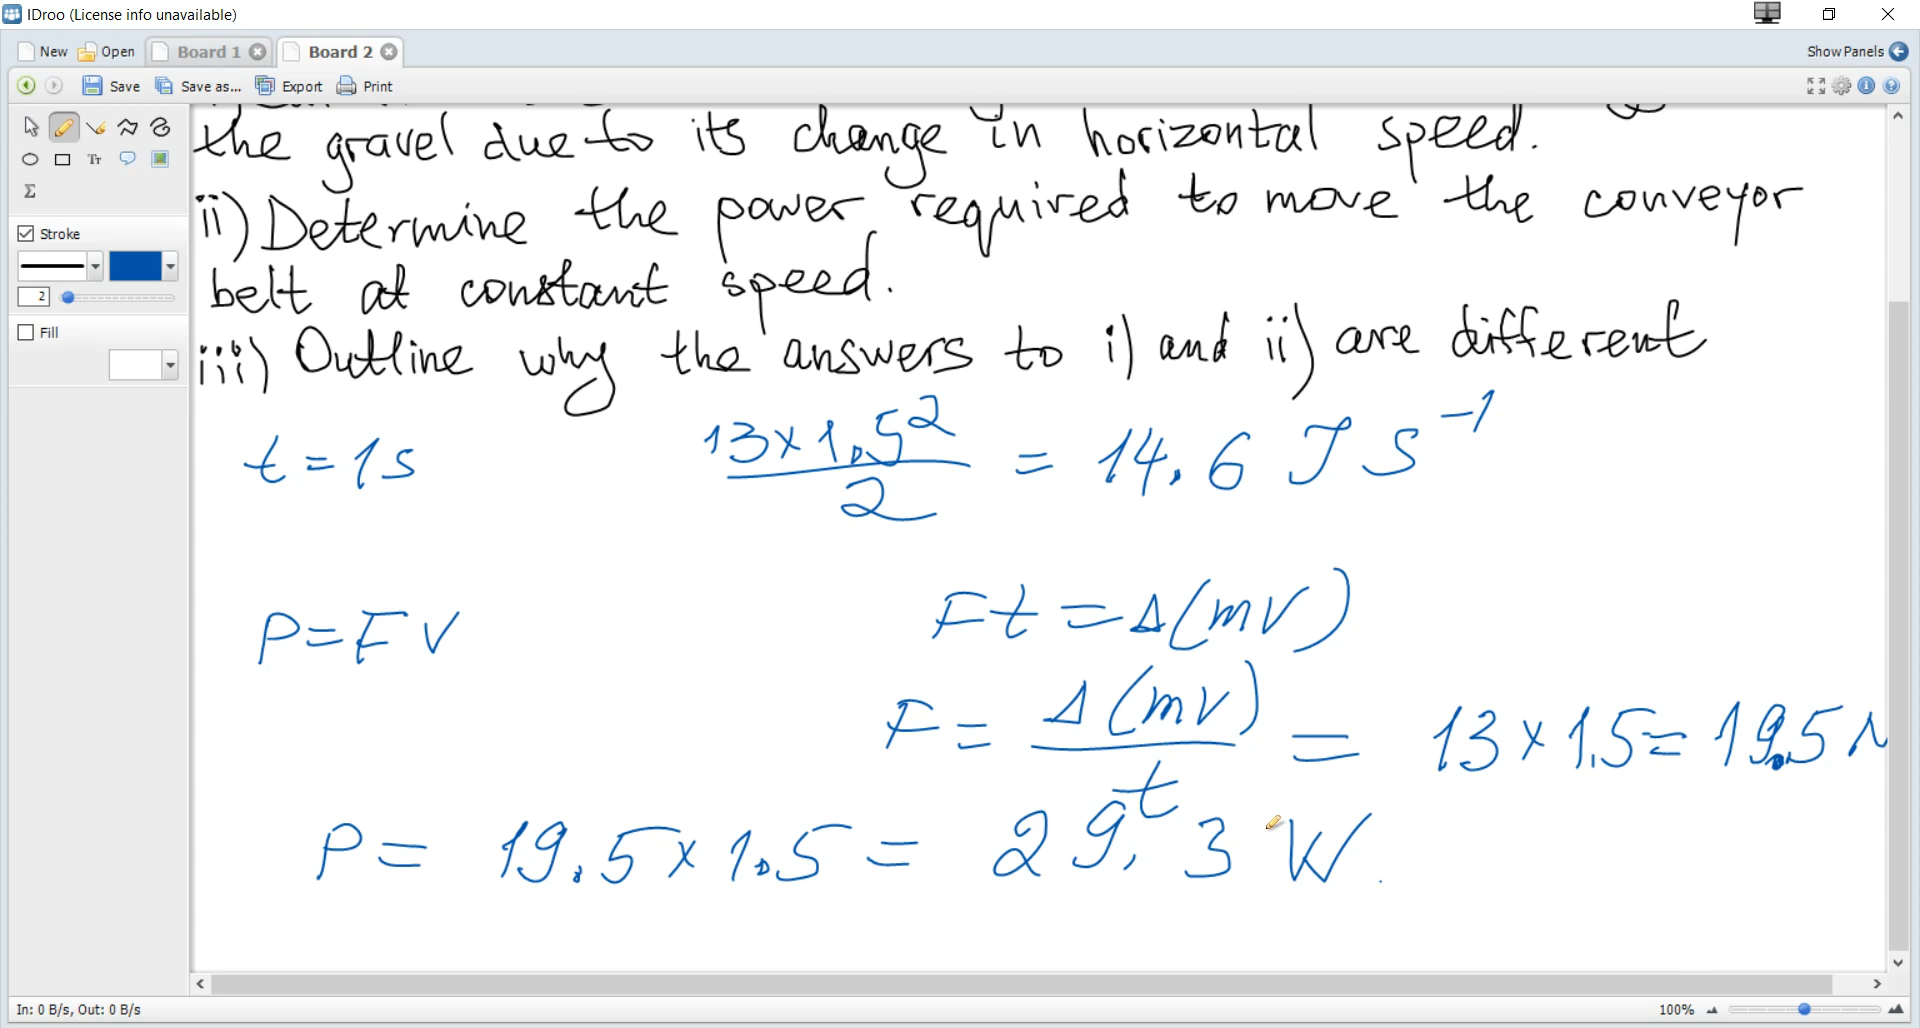 IDroo (License info unavailable)
New Open Board 1 Board 2 Show Panels
Save Save as... Export Print
the gravel due to its change in horizontal speed.
ii) Determine the power required to move the conveyor
belt at constant speed.
iii) Outline why the answers to i) and ii) are different
Tr
Σ
Stroke
2
Fill
t = 1s 13 × 1.5² / 2 = 14.6 J S⁻¹
Ft = Δ(mv)
P = FV
F = Δ(mv) / t = 13 × 1.5 = 19.5 N
P = 19.5 × 1.5 = 29.3 W.
In: 0 B/s, Out: 0 B/s 100%